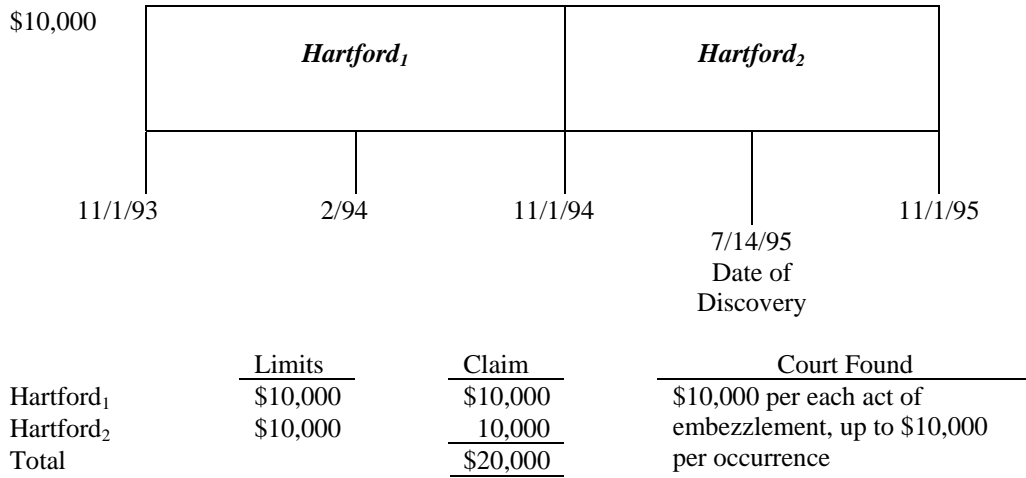 $10,000
Hartford₁ Hartford₂
11/1/93 2/94 11/1/94 11/1/95
7/14/95
Date of
Discovery
Limits Claim Court Found
Hartford₁ $10,000 $10,000 $10,000 per each act of
Hartford₂ $10,000 10,000 embezzlement, up to $10,000
Total $20,000 per occurrence